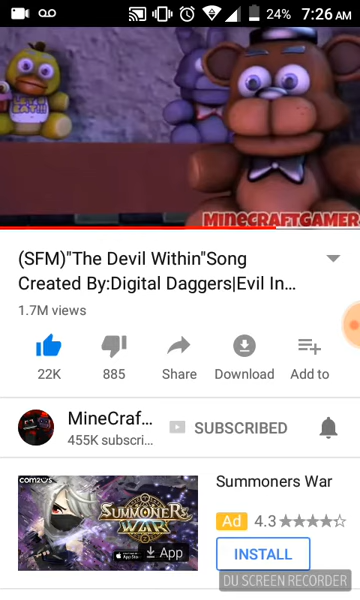 24% 7:26 AM
LET'S
EAT!!!
MINECRAFTGAMER
(SFM)"The Devil Within"Song
Created By:Digital Daggers|Evil In...
1.7M views
22K
885
Share
Download
Add to
MineCraf...
455K subscri...
SUBSCRIBED
Summoners War
com2us
SUMMONERS
WAR
App Store
App
Ad 4.3
INSTALL
DU SCREEN RECORDER